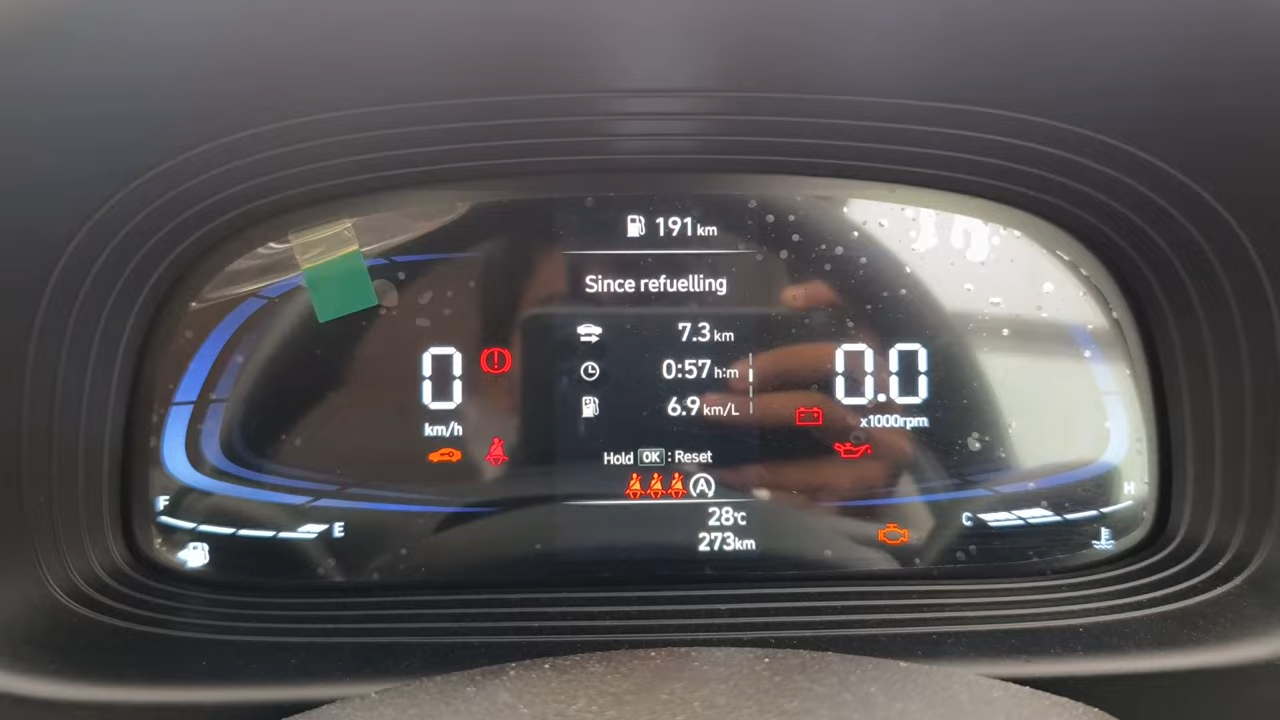 191 km
Since refuelling
7.3 km
0:57 h:m
6.9 km/L
0
km/h
0.0
x1000rpm
Hold OK : Reset
A
F
E
28°C
273km
C
H